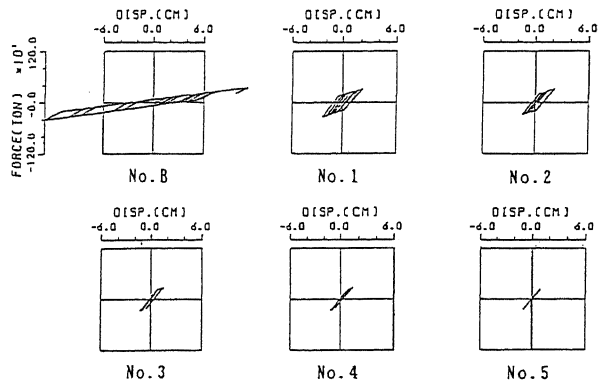 DISP.(CM) DISP.(CM) DISP.(CM)
-6.0 0.0 6.0 -6.0 0.0 6.0 -6.0 0.0 6.0
FORCE(TON) ×10¹
120.0
-0.0
-120.0
No.B No.1 No.2
DISP.(CM) DISP.(CM) DISP.(CM)
-6.0 0.0 6.0 -6.0 0.0 6.0 -6.0 0.0 6.0
No.3 No.4 No.5